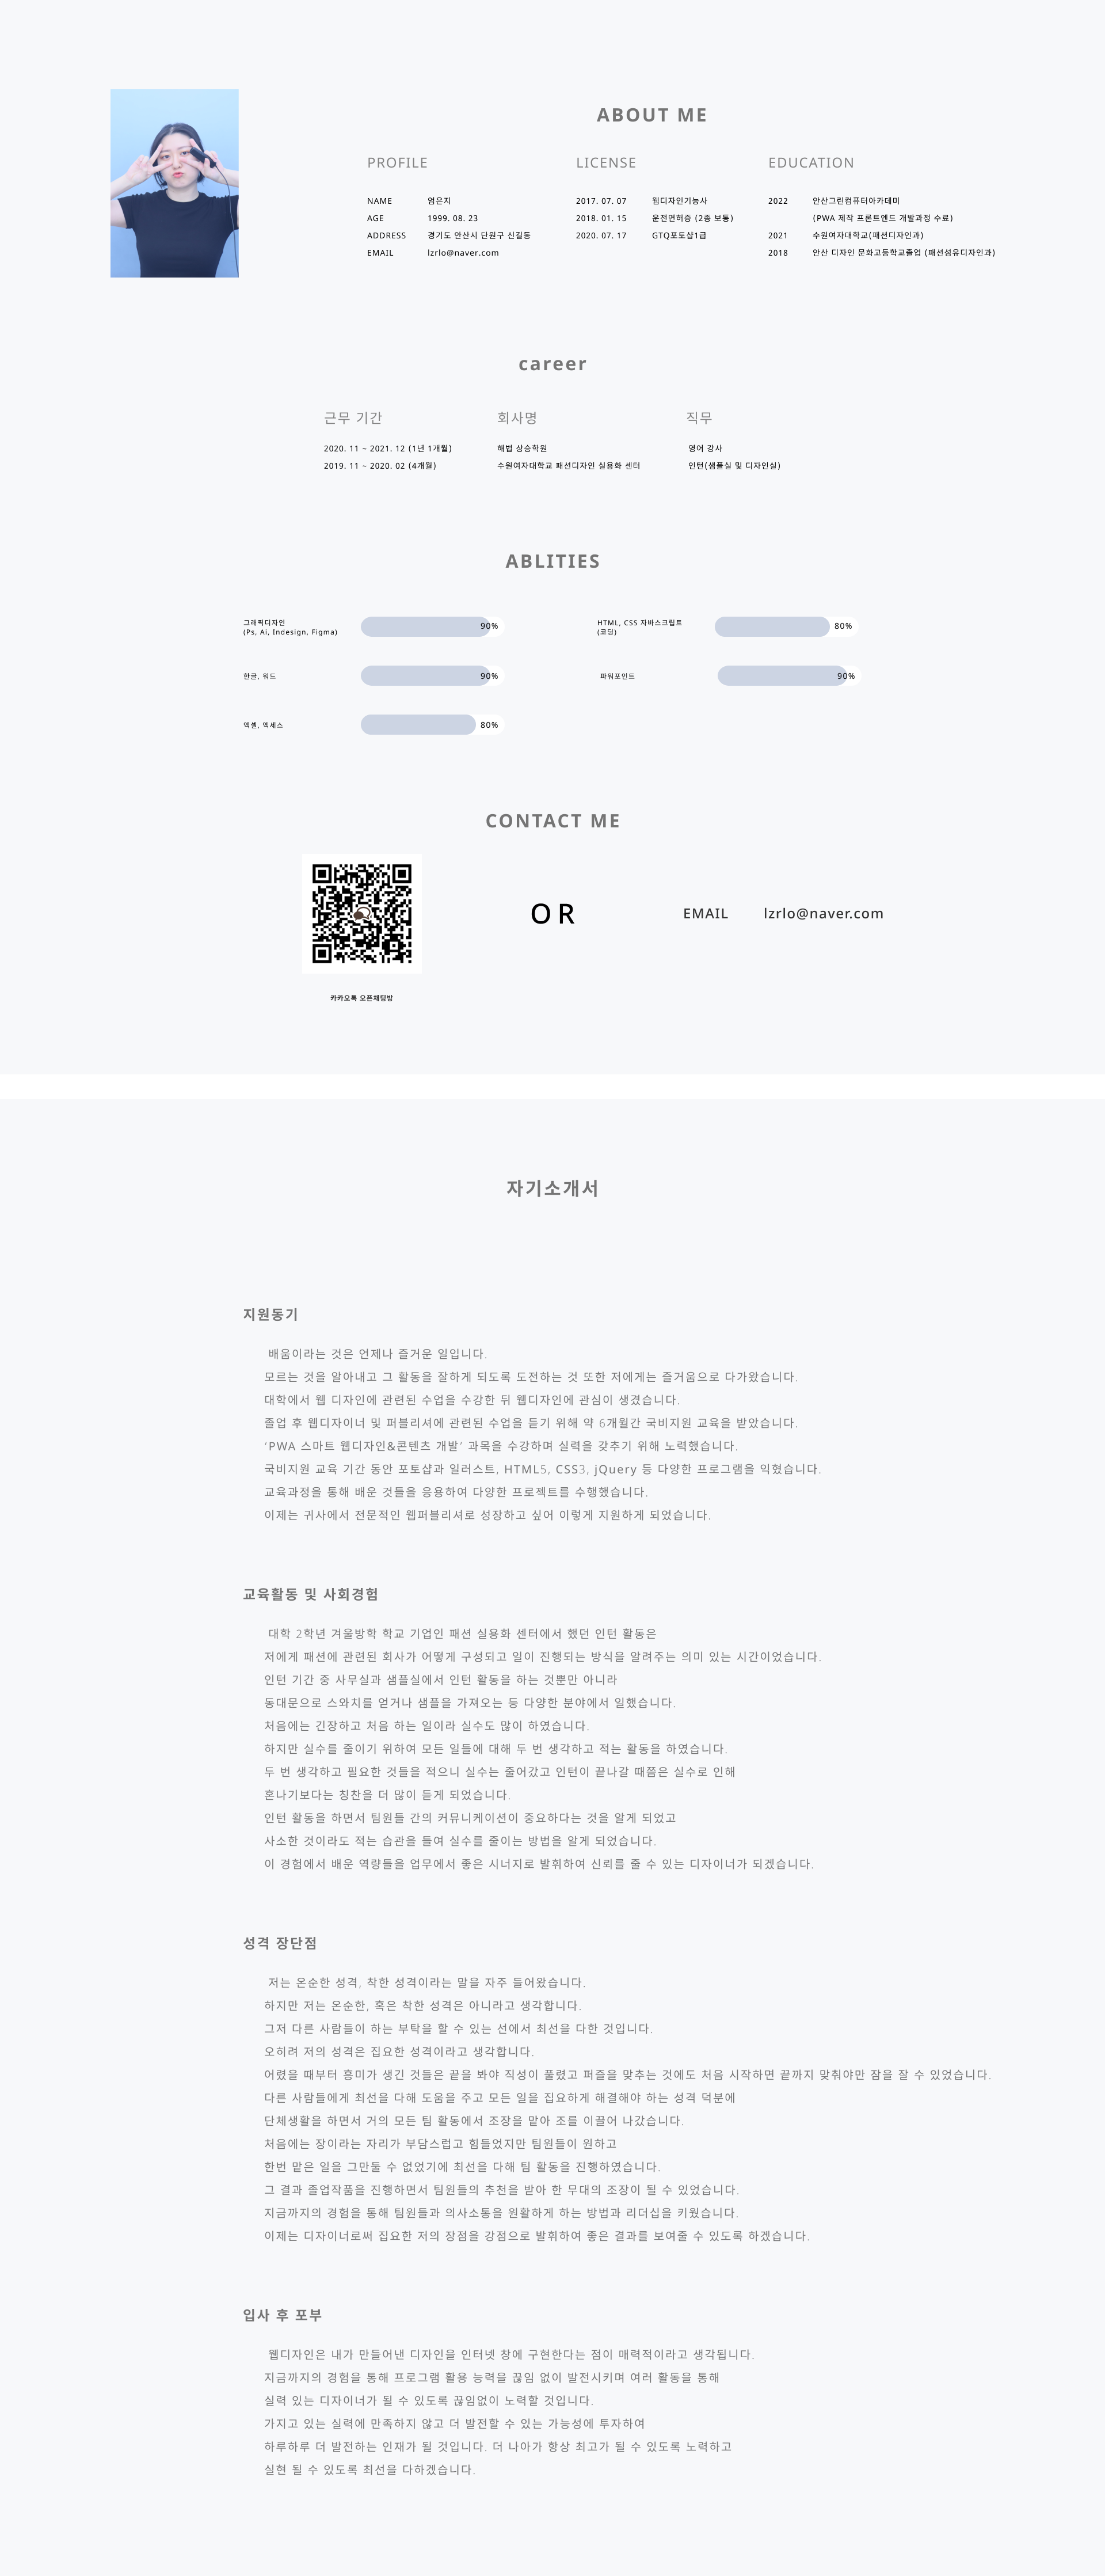 ABOUT ME
PROFILE
NAME 엄은지
AGE 1999. 08. 23
ADDRESS 경기도 안산시 단원구 신길동
EMAIL lzrlo@naver.com
LICENSE
2017. 07. 07 웹디자인기능사
2018. 01. 15 운전면허증 (2종 보통)
2020. 07. 17 GTQ포토샵1급
EDUCATION
2022 안산그린컴퓨터아카데미
(PWA 제작 프론트엔드 개발과정 수료)
2021 수원여자대학교(패션디자인과)
2018 안산 디자인 문화고등학교졸업 (패션섬유디자인과)
career
근무 기간 회사명 직무
2020. 11 – 2021. 12 (1년 1개월) 해법 상승학원 영어 강사
2019. 11 – 2020. 02 (4개월) 수원여자대학교 패션디자인 실용화 센터 인턴(샘플실 및 디자인실)
ABLITIES
그래픽디자인
(Ps, Ai, Indesign, Figma)
90%
HTML, CSS 자바스크립트
(코딩)
80%
한글, 워드 90%
파워포인트 90%
엑셀, 엑세스 80%
CONTACT ME
OR
EMAIL lzrlo@naver.com
카카오톡 오픈채팅방
자기소개서
지원동기
배움이라는 것은 언제나 즐거운 일입니다.
모르는 것을 알아내고 그 활동을 잘하게 되도록 도전하는 것 또한 저에게는 즐거움으로 다가왔습니다.
대학에서 웹 디자인에 관련된 수업을 수강한 뒤 웹디자인에 관심이 생겼습니다.
졸업 후 웹디자이너 및 퍼블리셔에 관련된 수업을 듣기 위해 약 6개월간 국비지원 교육을 받았습니다.
'PWA 스마트 웹디자인&콘텐츠 개발' 과목을 수강하며 실력을 갖추기 위해 노력했습니다.
국비지원 교육 기간 동안 포토샵과 일러스트, HTML5, CSS3, jQuery 등 다양한 프로그램을 익혔습니다.
교육과정을 통해 배운 것들을 응용하여 다양한 프로젝트를 수행했습니다.
이제는 귀사에서 전문적인 웹퍼블리셔로 성장하고 싶어 이렇게 지원하게 되었습니다.
교육활동 및 사회경험
대학 2학년 겨울방학 학교 기업인 패션 실용화 센터에서 했던 인턴 활동은
저에게 패션에 관련된 회사가 어떻게 구성되고 일이 진행되는 방식을 알려주는 의미 있는 시간이었습니다.
인턴 기간 중 사무실과 샘플실에서 인턴 활동을 하는 것뿐만 아니라
동대문으로 스와치를 얻거나 샘플을 가져오는 등 다양한 분야에서 일했습니다.
처음에는 긴장하고 처음 하는 일이라 실수도 많이 하였습니다.
하지만 실수를 줄이기 위하여 모든 일들에 대해 두 번 생각하고 적는 활동을 하였습니다.
두 번 생각하고 필요한 것들을 적으니 실수는 줄어갔고 인턴이 끝나갈 때쯤은 실수로 인해
혼나기보다는 칭찬을 더 많이 듣게 되었습니다.
인턴 활동을 하면서 팀원들 간의 커뮤니케이션이 중요하다는 것을 알게 되었고
사소한 것이라도 적는 습관을 들여 실수를 줄이는 방법을 알게 되었습니다.
이 경험에서 배운 역량들을 업무에서 좋은 시너지로 발휘하여 신뢰를 줄 수 있는 디자이너가 되겠습니다.
성격 장단점
저는 온순한 성격, 착한 성격이라는 말을 자주 들어왔습니다.
하지만 저는 온순한, 혹은 착한 성격은 아니라고 생각합니다.
그저 다른 사람들이 하는 부탁을 할 수 있는 선에서 최선을 다한 것입니다.
오히려 저의 성격은 집요한 성격이라고 생각합니다.
어렸을 때부터 흥미가 생긴 것들은 끝을 봐야 직성이 풀렸고 퍼즐을 맞추는 것에도 처음 시작하면 끝까지 맞춰야만 잠을 잘 수 있었습니다.
다른 사람들에게 최선을 다해 도움을 주고 모든 일을 집요하게 해결해야 하는 성격 덕분에
단체생활을 하면서 거의 모든 팀 활동에서 조장을 맡아 조를 이끌어 나갔습니다.
처음에는 장이라는 자리가 부담스럽고 힘들었지만 팀원들이 원하고
한번 맡은 일을 그만둘 수 없었기에 최선을 다해 팀 활동을 진행하였습니다.
그 결과 졸업작품을 진행하면서 팀원들의 추천을 받아 한 무대의 조장이 될 수 있었습니다.
지금까지의 경험을 통해 팀원들과 의사소통을 원활하게 하는 방법과 리더십을 키웠습니다.
이제는 디자이너로써 집요한 저의 장점을 강점으로 발휘하여 좋은 결과를 보여줄 수 있도록 하겠습니다.
입사 후 포부
웹디자인은 내가 만들어낸 디자인을 인터넷 창에 구현한다는 점이 매력적이라고 생각됩니다.
지금까지의 경험을 통해 프로그램 활용 능력을 끊임 없이 발전시키며 여러 활동을 통해
실력 있는 디자이너가 될 수 있도록 끊임없이 노력할 것입니다.
가지고 있는 실력에 만족하지 않고 더 발전할 수 있는 가능성에 투자하여
하루하루 더 발전하는 인재가 될 것입니다. 더 나아가 항상 최고가 될 수 있도록 노력하고
실현 될 수 있도록 최선을 다하겠습니다.